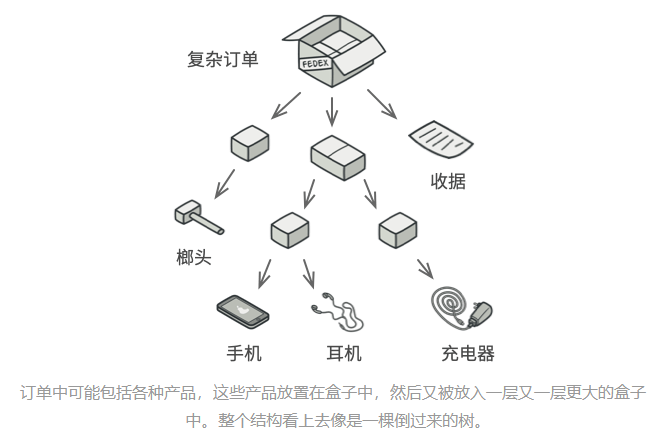 复杂订单
FEDEX
收据
榔头
手机
耳机
充电器
订单中可能包括各种产品，这些产品放置在盒子中，然后又被放入一层又一层更大的盒子
中。整个结构看上去像是一棵倒过来的树。